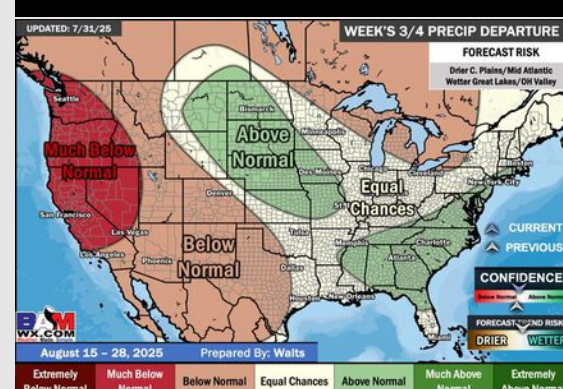 UPDATED: 7/31/25
WEEK'S 3/4 PRECIP DEPARTURE
FORECAST RISK
Drier C. Plains/Mid Atlantic
Wetter Great Lakes/OH Valley
Seattle
Bismarck
Minneapolis
Much Below
Normal
Above
Normal
Des Moines
Chicago
Cleveland
Boston
New York City
Denver
Equal
Chances
San Francisco
Las Vegas
Los Angeles
Phoenix
Below
Normal
Tulsa
Memphis
Charlotte
Atlanta
Dallas
Houston
New Orleans
Miami
CURRENT
PREVIOUS
CONFIDENCE
Below Normal
Above Normal
FORECAST TREND RISK
DRIER
WETTER
BAM
WX.COM
Weather. Made. Simple.
August 15 – 28, 2025
Prepared By: Walts
Extremely
Below Normal
Much Below
Normal
Below Normal
Equal Chances
Above Normal
Much Above
Normal
Extremely
Above Normal